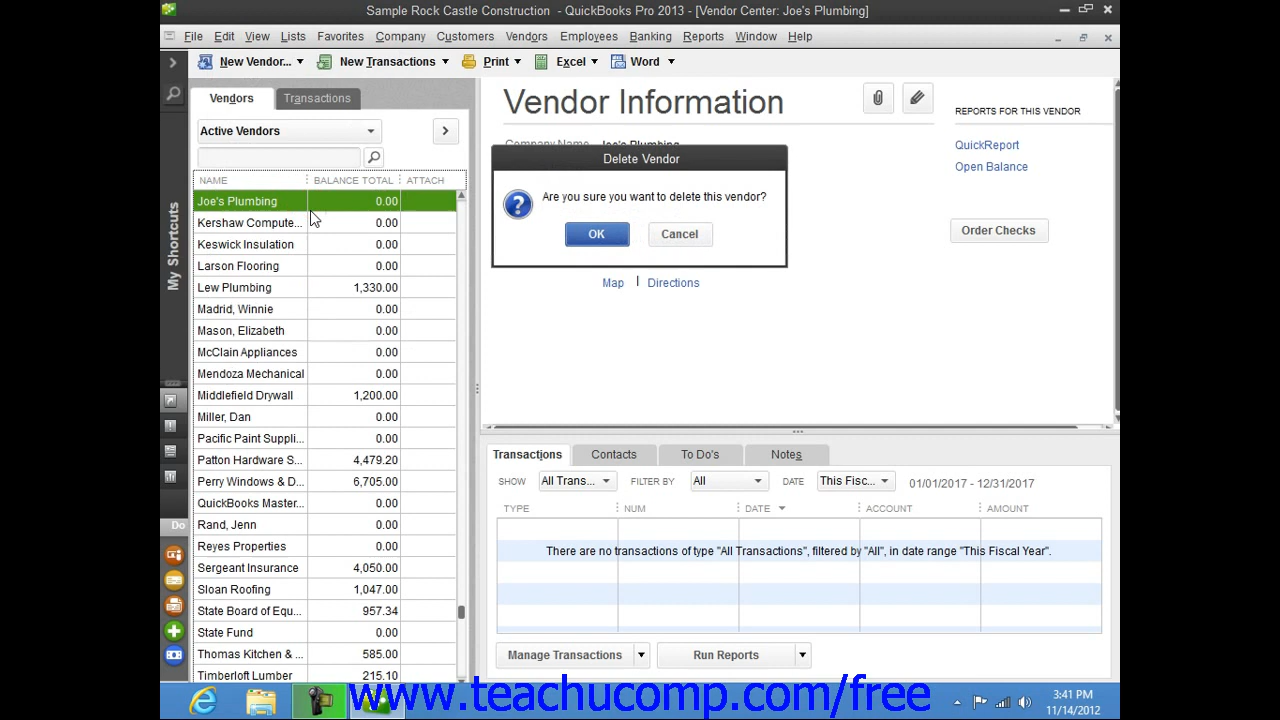 Sample Rock Castle Construction - QuickBooks Pro 2013 - [Vendor Center: Joe's Plumbing]
File Edit View Lists Favorites Company Customers Vendors Employees Banking Reports Window Help
New Vendor... New Transactions Print Excel Word
My Shortcuts
Do
Vendors Transactions
Active Vendors
NAME BALANCE TOTAL ATTACH
Joe's Plumbing 0.00
Kershaw Compute... 0.00
Keswick Insulation 0.00
Larson Flooring 0.00
Lew Plumbing 1,330.00
Madrid, Winnie 0.00
Mason, Elizabeth 0.00
McClain Appliances 0.00
Mendoza Mechanical 0.00
Middlefield Drywall 1,200.00
Miller, Dan 0.00
Pacific Paint Suppli... 0.00
Patton Hardware S... 4,479.20
Perry Windows & D... 6,705.00
QuickBooks Master... 0.00
Rand, Jenn 0.00
Reyes Properties 0.00
Sergeant Insurance 4,050.00
Sloan Roofing 1,047.00
State Board of Equ... 957.34
State Fund 0.00
Thomas Kitchen & ... 585.00
Timberloft Lumber 215.10
Vendor Information
Company Name Joe's Plumbing
Delete Vendor
Are you sure you want to delete this vendor?
OK Cancel
Map | Directions
REPORTS FOR THIS VENDOR
QuickReport
Open Balance
Order Checks
Transactions Contacts To Do's Notes
SHOW All Trans... FILTER BY All DATE This Fisc... 01/01/2017 - 12/31/2017
TYPE NUM DATE ACCOUNT AMOUNT
There are no transactions of type "All Transactions", filtered by "All", in date range "This Fiscal Year".
Manage Transactions Run Reports
www.teachucomp.com/free
3:41 PM
11/14/2012